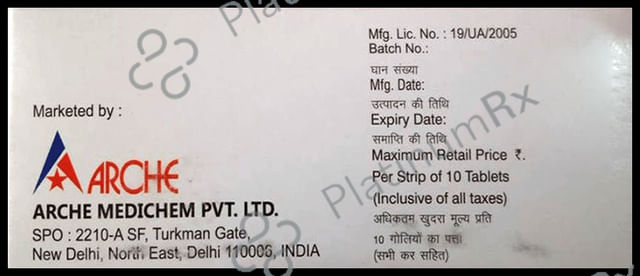 Marketed by :
ARCHE
ARCHE MEDICHEM PVT. LTD.
SPO : 2210-A SF, Turkman Gate,
New Delhi, North East, Delhi 110006, INDIA
Mfg. Lic. No. : 19/UA/2005
Batch No.:
घान संख्या
Mfg. Date:
उत्पादन की तिथि
Expiry Date:
समाप्ति की तिथि
Maximum Retail Price ₹.
Per Strip of 10 Tablets
(Inclusive of all taxes)
अधिकतम खुदरा मूल्य प्रति
10 गोलियों का पत्ता
(सभी कर सहित)
PlatinumRx